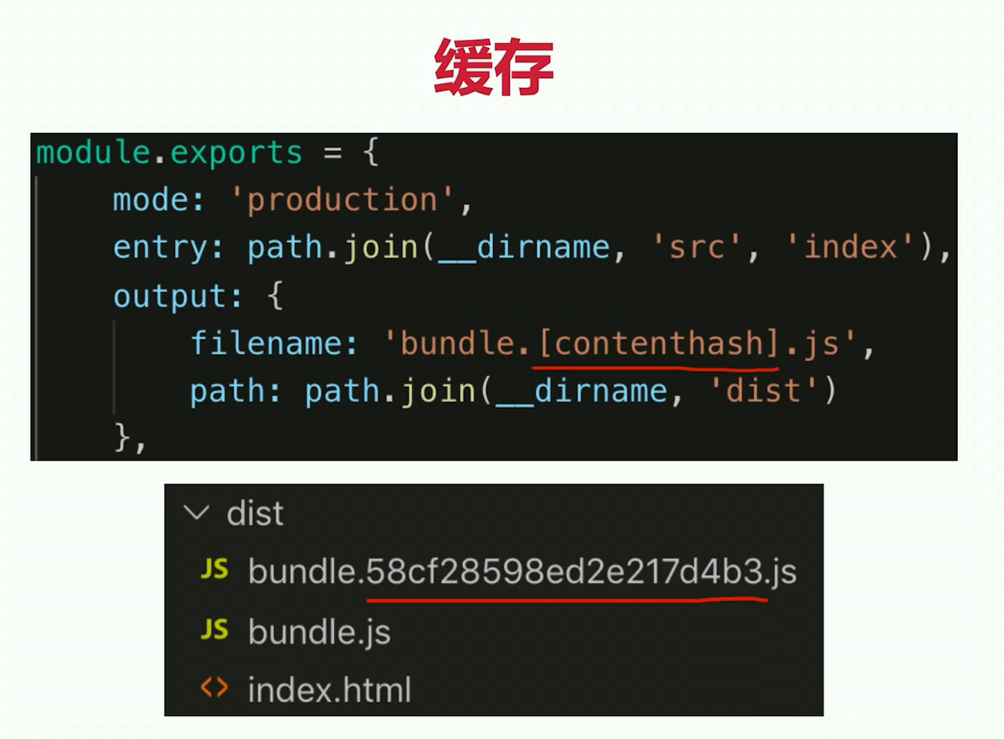 缓存
module.exports = {
mode: 'production',
entry: path.join(__dirname, 'src', 'index'),
output: {
filename: 'bundle.[contenthash].js',
path: path.join(__dirname, 'dist')
},
dist
JS bundle.58cf28598ed2e217d4b3.js
JS bundle.js
<> index.html